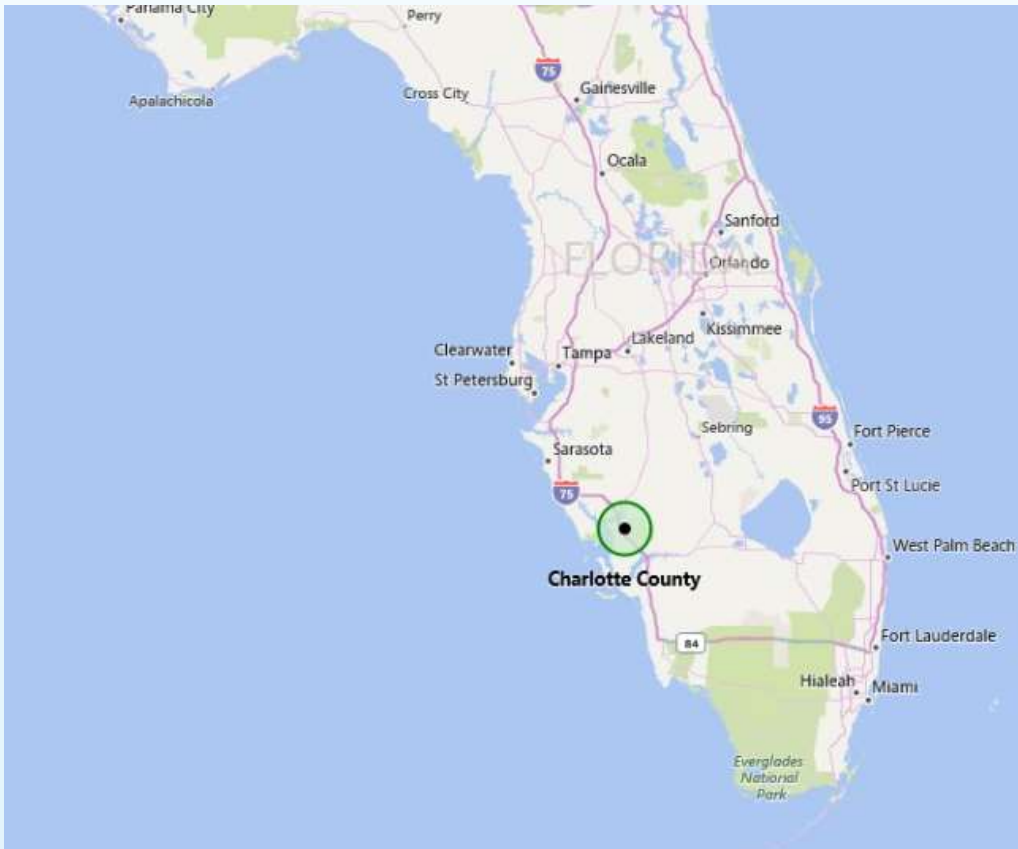 Panama City
Perry
75
Gainesville
Cross City
Apalachicola
Ocala
Sanford
FLORIDA
Orlando
Kissimmee
Clearwater
Tampa
Lakeland
St Petersburg
95
Sebring
Fort Pierce
Sarasota
75
Port St Lucie
West Palm Beach
Charlotte County
84
Fort Lauderdale
Hialeah
Miami
Everglades
National
Park